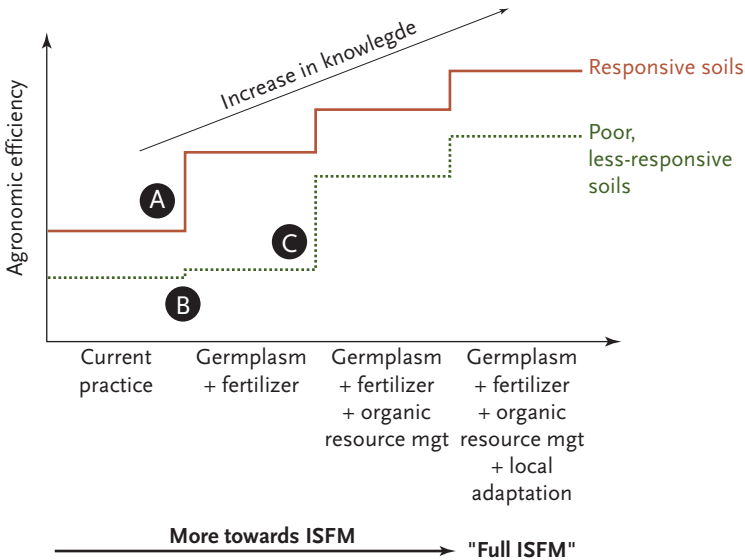 Increase in knowlegde
Agronomic efficiency
Responsive soils
Poor,
less-responsive
soils
A
B
C
Current
practice
Germplasm
+ fertilizer
Germplasm
+ fertilizer
+ organic
resource mgt
Germplasm
+ fertilizer
+ organic
resource mgt
+ local
adaptation
More towards ISFM
"Full ISFM"